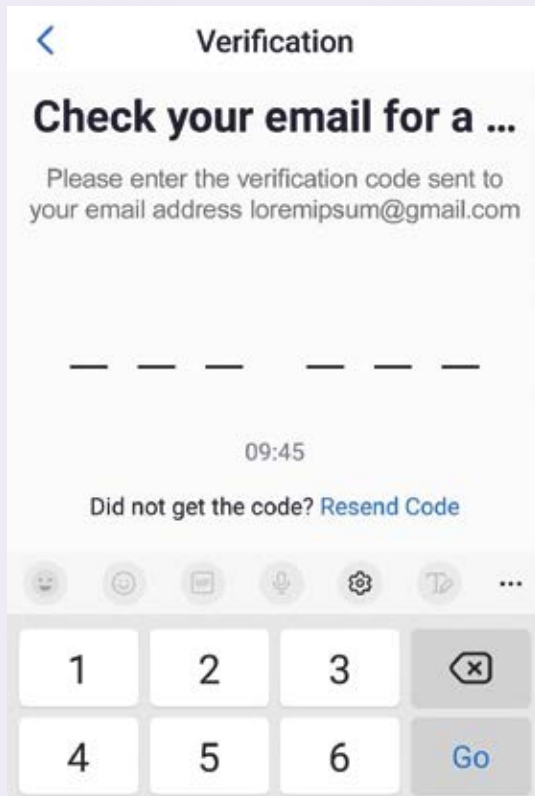 Verification
Check your email for a ...
Please enter the verification code sent to
your email address loremipsum@gmail.com
09:45
Did not get the code? Resend Code
GIF
1 2 3
4 5 6 Go